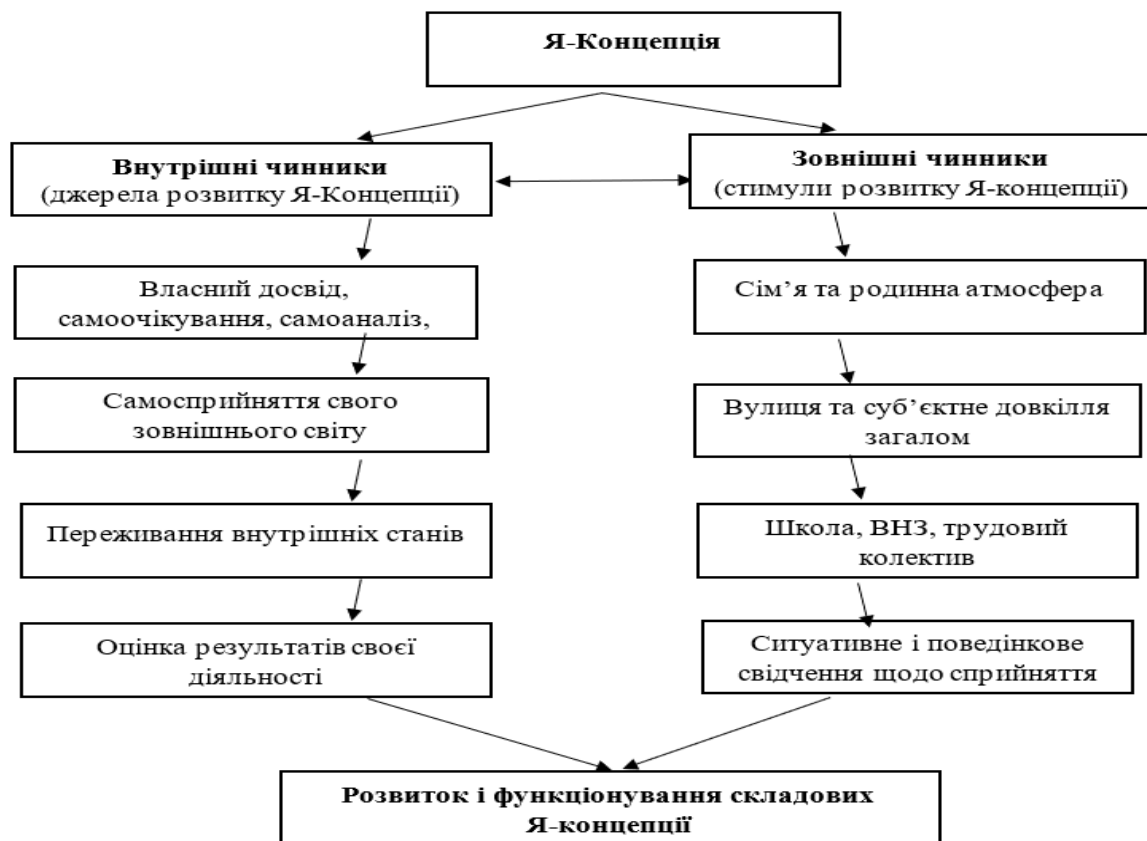 Я-Концепція
Внутрішні чинники
(джерела розвитку Я-Концепції)
Зовнішні чинники
(стимули розвитку Я-концепції)
Власний досвід,
самоочікування, самоаналіз,
Сім’я та родинна атмосфера
Самосприйняття свого
зовнішнього світу
Вулиця та суб’єктне довкілля
загалом
Переживання внутрішніх станів
Школа, ВНЗ, трудовий
колектив
Оцінка результатів своєї
діяльності
Ситуативне і поведінкове
свідчення щодо сприйняття
Розвиток і функціонування складових
Я-концепції